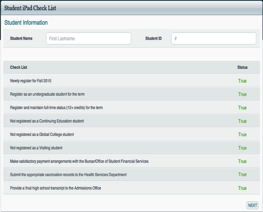 Student iPad Check List
Student Information
Student Name First Lastname Student ID #
Check List Status
Newly register for Fall 2010 True
Register as an undergraduate student for the term True
Register and maintain full-time status (12+ credits) for the term True
Not registered as a Continuing Education student True
Not registered as a Global College student True
Not registered as a Visiting student True
Make satisfactory payment arrangements with the Bursar/Office of Student Financial Services True
Submit the appropriate vaccination records to the Health Services Department True
Provide a final high school transcript to the Admissions Office True
NEXT